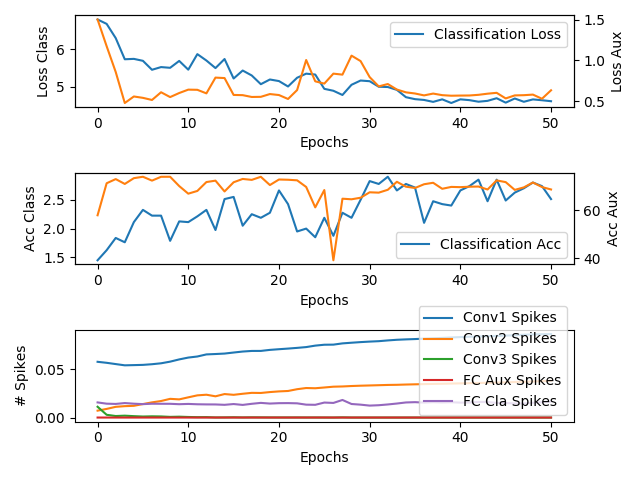 Loss Class
6
5
Classification Loss
1.5
1.0
0.5
Loss Aux
0 10 20 30 40 50
Epochs
Acc Class
2.5
2.0
1.5
Classification Acc
60
40
Acc Aux
0 10 20 30 40 50
Epochs
# Spikes
0.05
0.00
Conv1 Spikes
Conv2 Spikes
Conv3 Spikes
FC Aux Spikes
FC Cla Spikes
0 10 20 30 40 50
Epochs